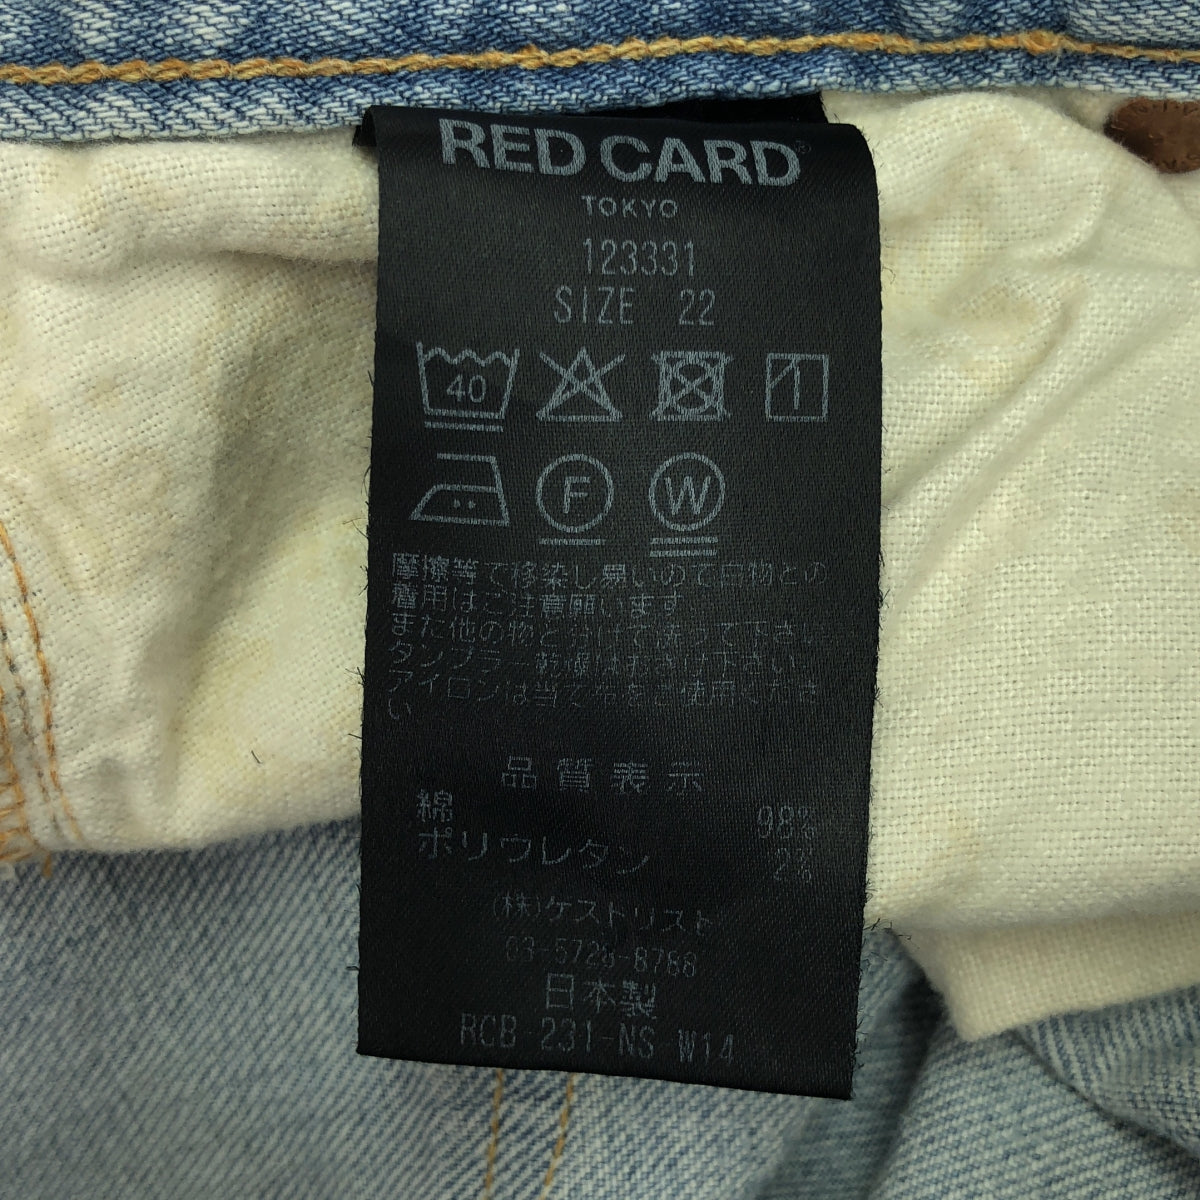 RED CARD®
TOKYO
123331
SIZE 22
40
F W
摩擦等で移染し易いので白物との
着用はご注意願います
また他の物と分けて洗って下さい
タンブラー乾燥はおさけ下さい
アイロンは当て布をご使用くださ
い
品質表示
綿 98%
ポリウレタン 2%
(株)ケストリスト
03-5728-8788
日本製
RCB 231-NS W14